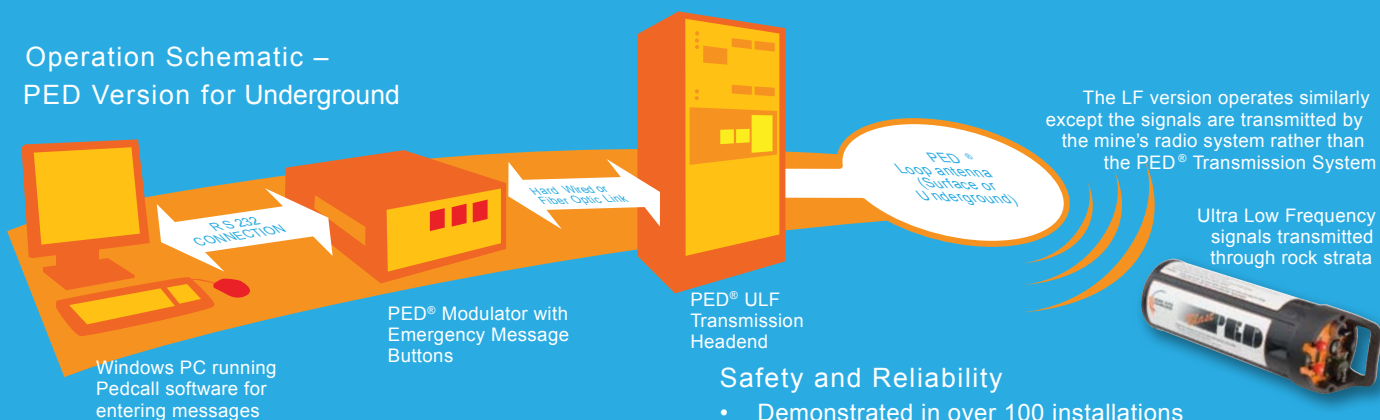 Operation Schematic –
PED Version for Underground
RS 232
CONNECTION
Hard Wired or
Fiber Optic Link
PED ®
Loop antenna
(Surface or
Underground)
The LF version operates similarly
except the signals are transmitted by
the mine's radio system rather than
the PED® Transmission System
Ultra Low Frequency
signals transmitted
through rock strata
PED
PED® Modulator with
Emergency Message
Buttons
PED® ULF
Transmission
Headend
Windows PC running
Pedcall software for
entering messages
Safety and Reliability
• Demonstrated in over 100 installations